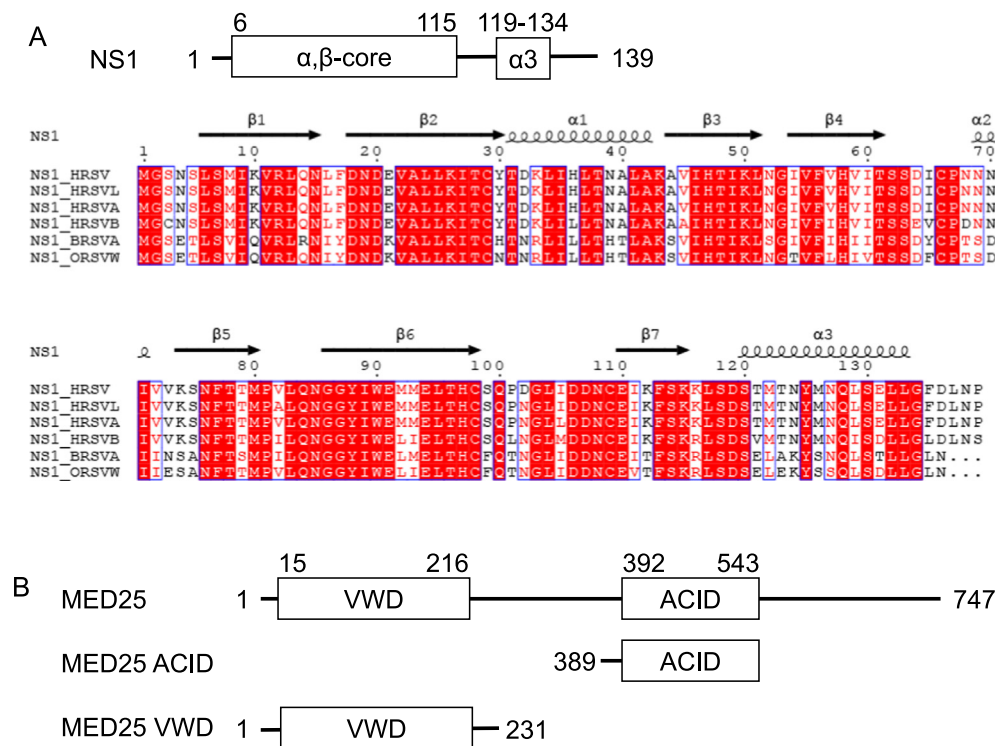 A
6 115 119-134
NS1 1 α,β-core α3 139
β1 β2 α1 β3 β4 α2
NS1
1 10 20 30 40 50 60 70
NS1_HRSV MGSNSLSMIKVRLQNLFDNDEVALLKITCYTDKLIHLTNALAKAVIHTIKLNGIVFVHVITSSDICPNNN
NS1_HRSVL MGSNSLSMIKVRLQNLFDNDEVALLKITCYTDKLIHLTNALAKAVIHTIKLNGIVFVHVITSSDICPNNN
NS1_HRSVA MGSNSLSMIKVRLQNLFDNDEVALLKITCYTDKLIHLTNALAKAVIHTIKLNGIVFVHVITSSDICPNNN
NS1_HRSVB MGCNSLSMIKVRLQNLFDNDEVALLKITCYTDKLILLTNALAKAVIHTIKLNGIVFIHVITSSEVCPDNN
NS1_BRSVA MGSETLSVIQVRLRNIYDNDKVALLKITCHTNRLILLTHTLAKSVIHTIKLSGIVFIHIITSSDYCPTSD
NS1_ORSVW MGSETLSVIQVRLQNIYDNDKVALLKITCNTNRLILLTHTLAKSVIHTIKLNGTVFLHIVTSSDFCPTSD
β5 β6 β7 α3
NS1
80 90 100 110 120 130
NS1_HRSV IVVKSNFTTMPVLQNGGYIWEMMELTHCSQPDGLIDDNCEIKFSKKLSDSTMTNYMNQLSELLGFDLNP
NS1_HRSVL IVVKSNFTTMPALQNGGYIWEMMELTHCSQPNGLIDDNCEIKFSKKLSDSTMTNYMNQLSELLGFDLNP
NS1_HRSVA IVVKSNFTTMPVLQNGGYIWEMMELTHCSQPNGLIDDNCEIKFSKKLSDSVMTNYMNQLSELLGFDLNP
NS1_HRSVB IVVKSNFTTMPILQNGGYIWELIELTHCSQLNGLMDDNCEIKFSKRLSDSVMTNYMNQISDLLGLDLNS
NS1_BRSVA IINSANFTSMPILQNGGYIWELMELTHCFQTNGLIDDNCEITFSKRLSDSELAKYSNQLSTLLGLN...
NS1_ORSVW IIESANFTTMPILQNGGYIWELIELTHCFQTNGLIDDNCEVTFSKRLSDSELEKYSSQLSDLLGLN...
B
15 216 392 543
MED25 1 VWD ACID 747
MED25 ACID 389 ACID
MED25 VWD 1 VWD 231